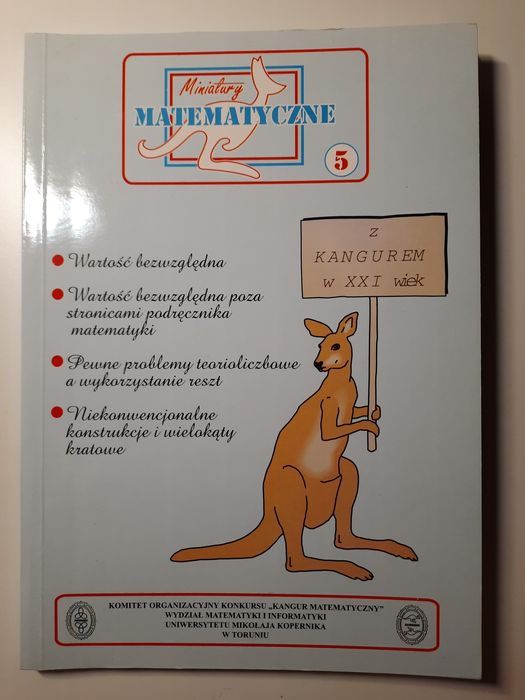 Miniatury
MATEMATYCZNE
5
Z
KANGUREM
w XXI wiek
Wartość bezwzględna
Wartość bezwzględna poza
stronicami podręcznika
matematyki
Pewne problemy teorioliczbowe
a wykorzystanie reszt
Niekonwencjonalne
konstrukcje i wielokąty
kratowe
KOMITET ORGANIZACYJNY KONKURSU „KANGUR MATEMATYCZNY”
WYDZIAŁ MATEMATYKI I INFORMATYKI
UNIWERSYTETU MIKOŁAJA KOPERNIKA
W TORUNIU